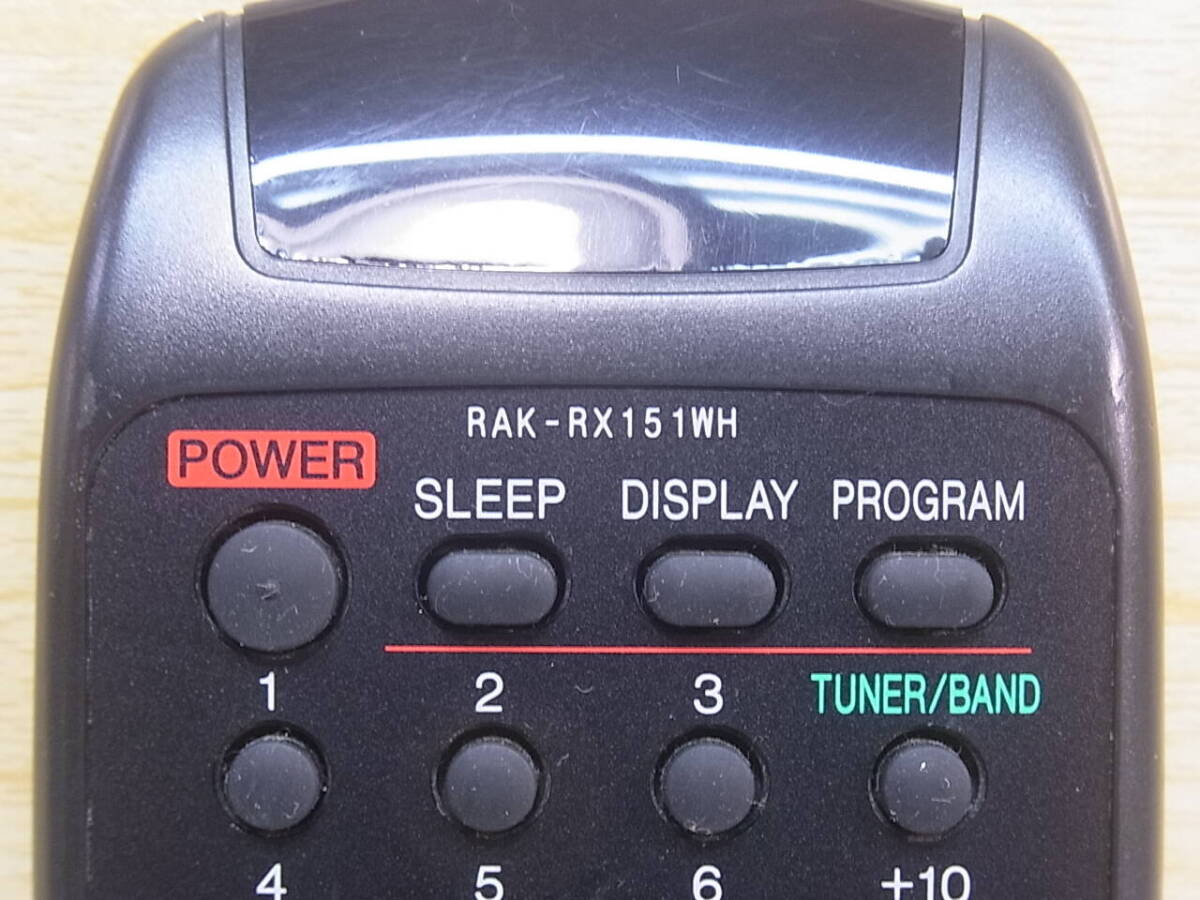 RAK-RX151WH
POWER
SLEEP DISPLAY PROGRAM
1 2 3 TUNER/BAND
4 5 6 +10